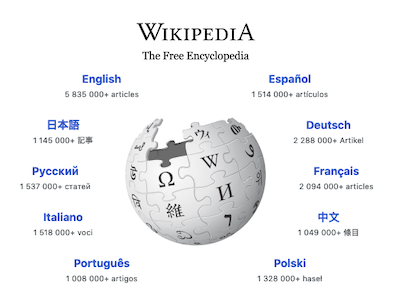 WIKIPEDIA
The Free Encyclopedia
English
5 835 000+ articles
Español
1 514 000+ artículos
日本語
1 145 000+ 記事
Deutsch
2 288 000+ Artikel
Русский
1 537 000+ статей
Français
2 094 000+ articles
Italiano
1 518 000+ voci
中文
1 049 000+ 條目
Português
1 008 000+ artigos
Polski
1 328 000+ haseł
Ω
W
И
維